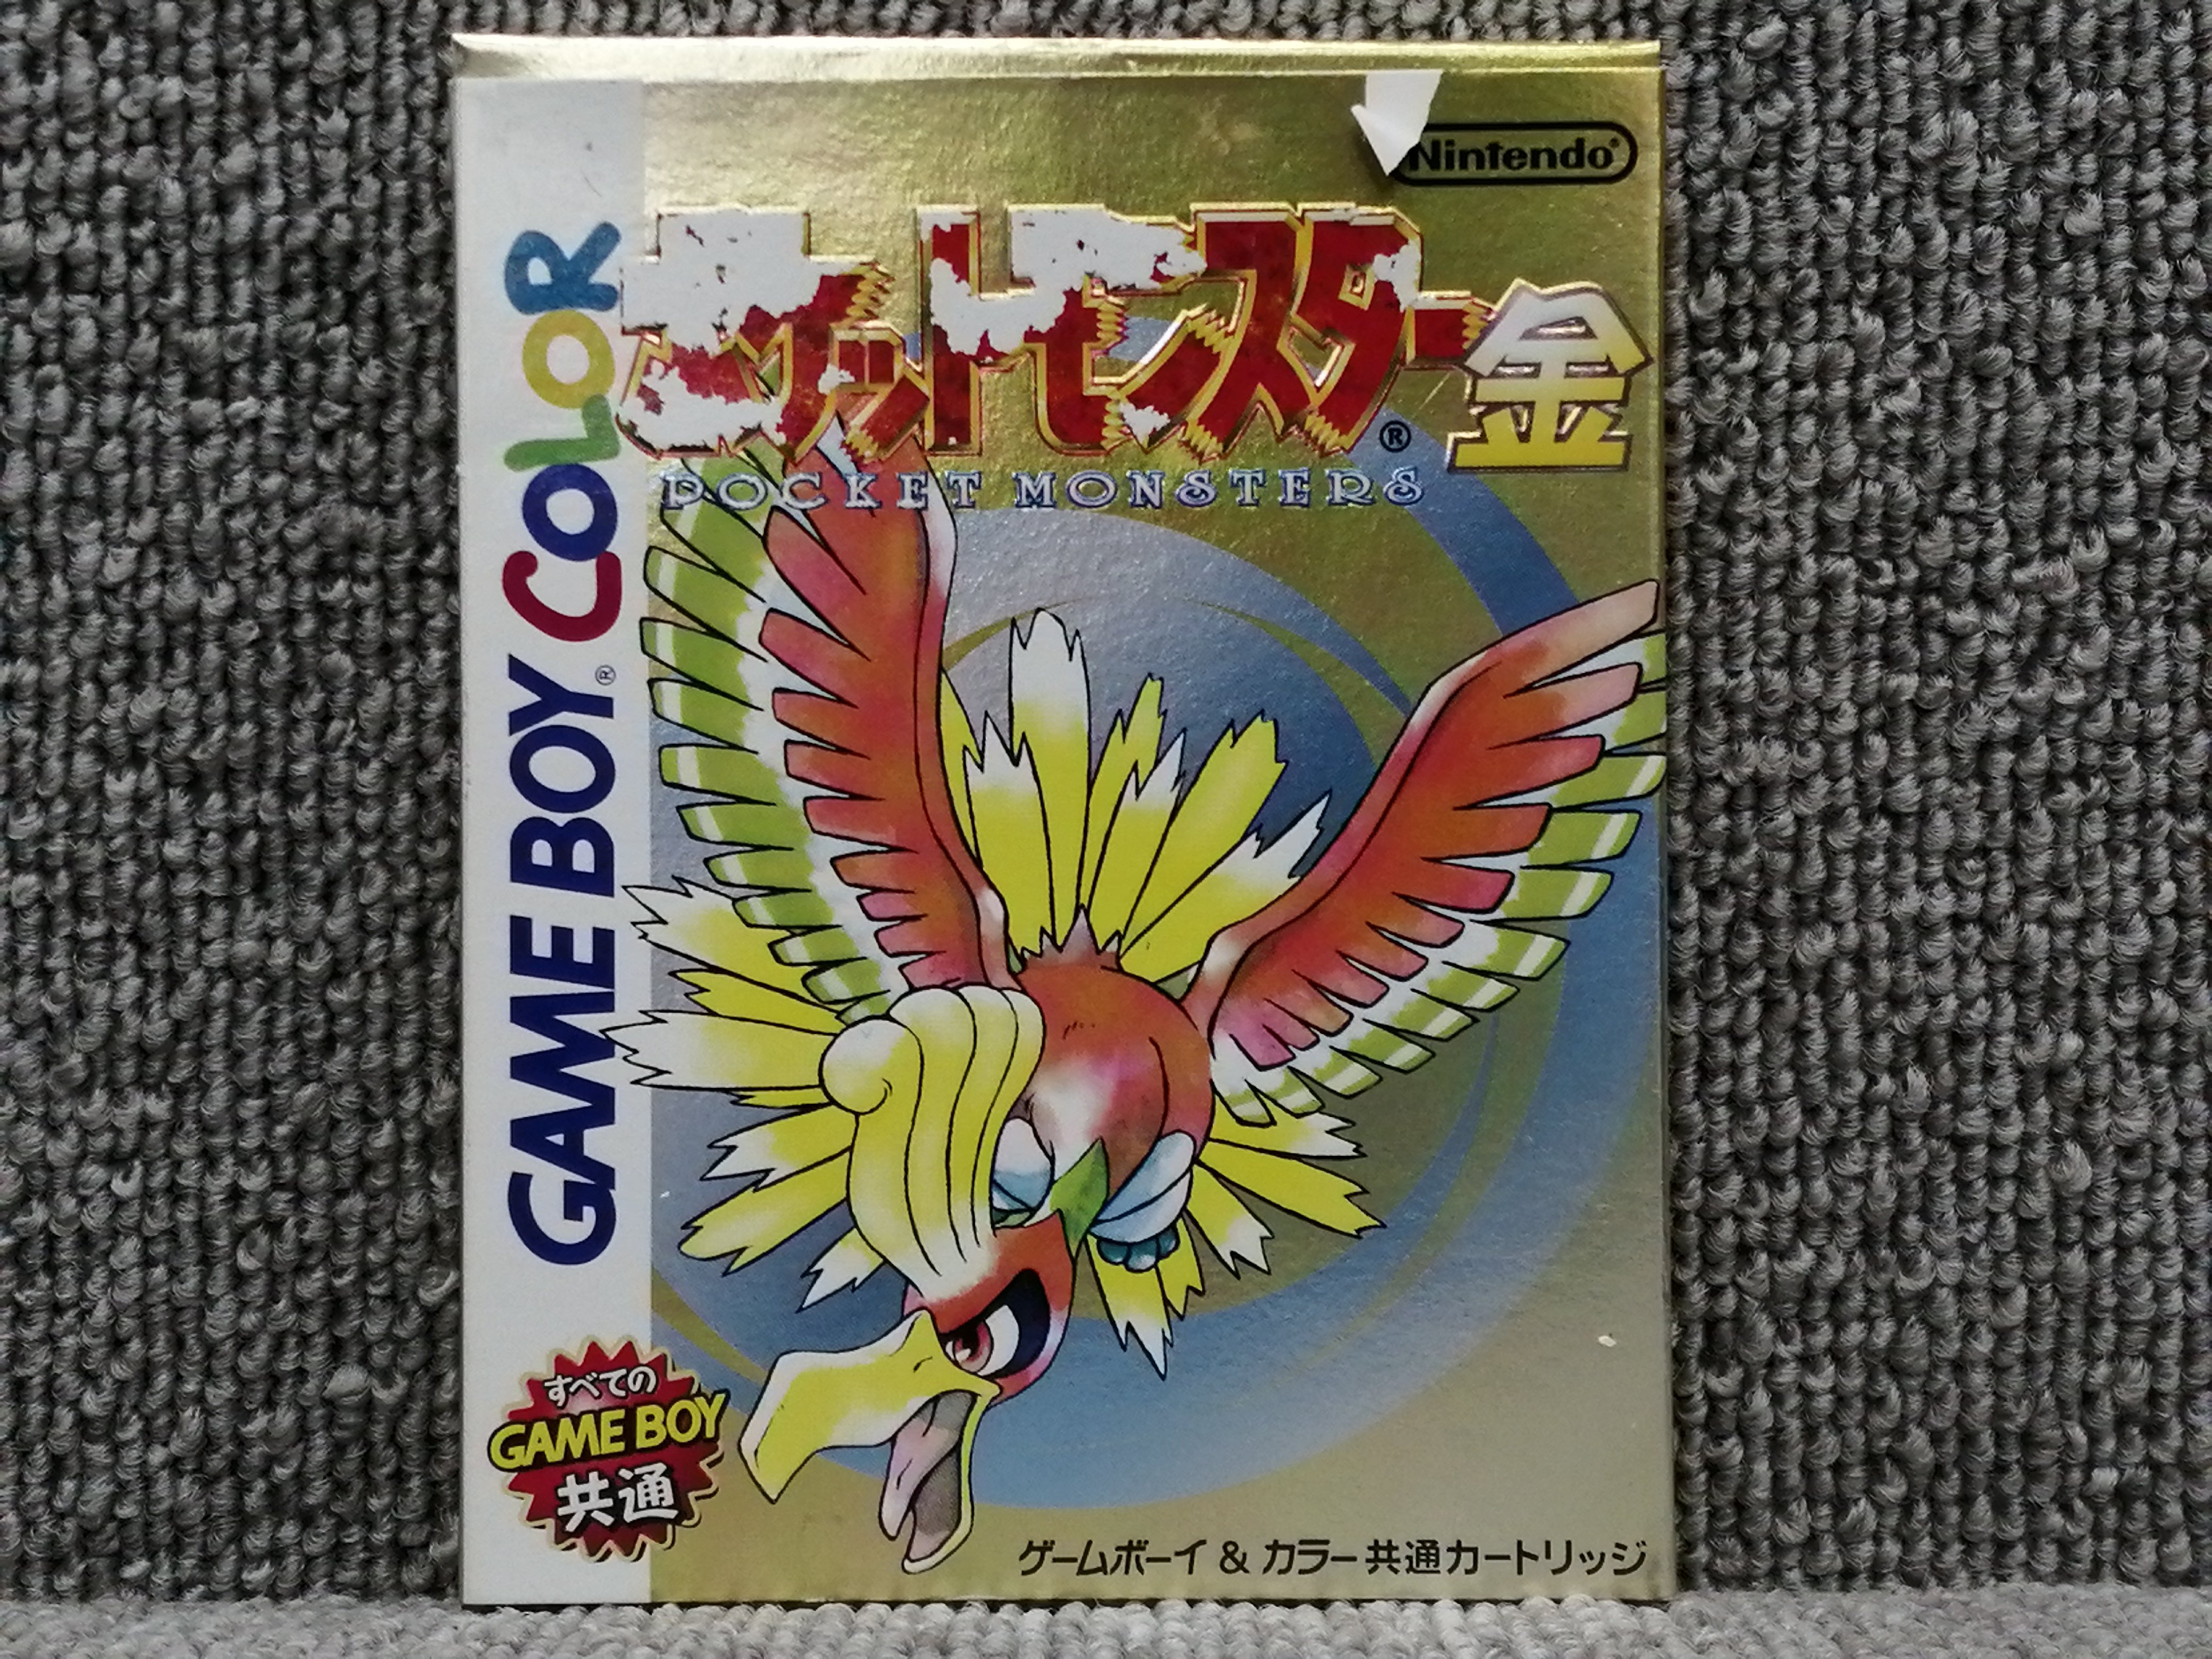 Nintendo®
ポケットモンスター金
®
POCKET MONSTERS
GAME BOY® COLOR
すべての
GAME BOY
共通
ゲームボーイ & カラー共通カートリッジ